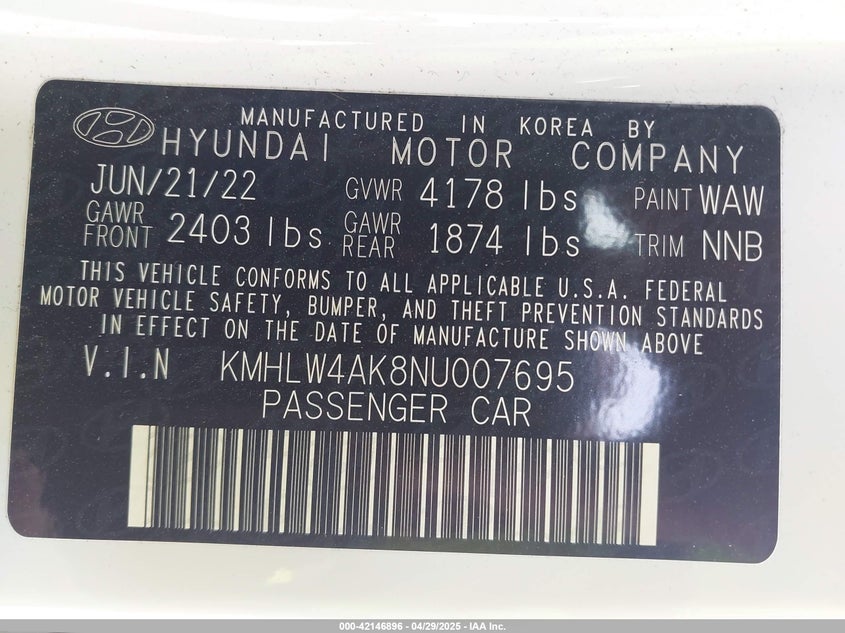 MANUFACTURED IN KOREA BY
HYUNDAI MOTOR COMPANY
JUN/21/22 GVWR 4178 lbs PAINT WAW
GAWR FRONT 2403 lbs GAWR REAR 1874 lbs TRIM NNB
THIS VEHICLE CONFORMS TO ALL APPLICABLE U.S.A. FEDERAL
MOTOR VEHICLE SAFETY, BUMPER, AND THEFT PREVENTION STANDARDS
IN EFFECT ON THE DATE OF MANUFACTURE SHOWN ABOVE
V.I.N KMHLW4AK8NU007695
PASSENGER CAR
000-42146896 - 04/29/2025 - IAA Inc.